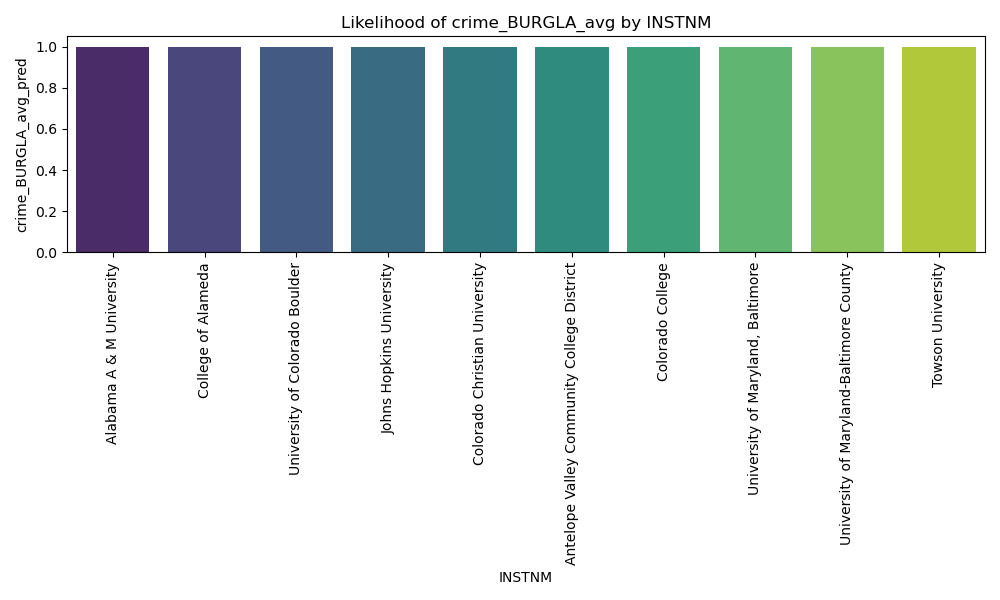 Likelihood of crime_BURGLA_avg by INSTNM
crime_BURGLA_avg_pred
1.0
0.8
0.6
0.4
0.2
0.0
Alabama A & M University
College of Alameda
University of Colorado Boulder
Johns Hopkins University
Colorado Christian University
Antelope Valley Community College District
Colorado College
University of Maryland, Baltimore
University of Maryland-Baltimore County
Towson University
INSTNM